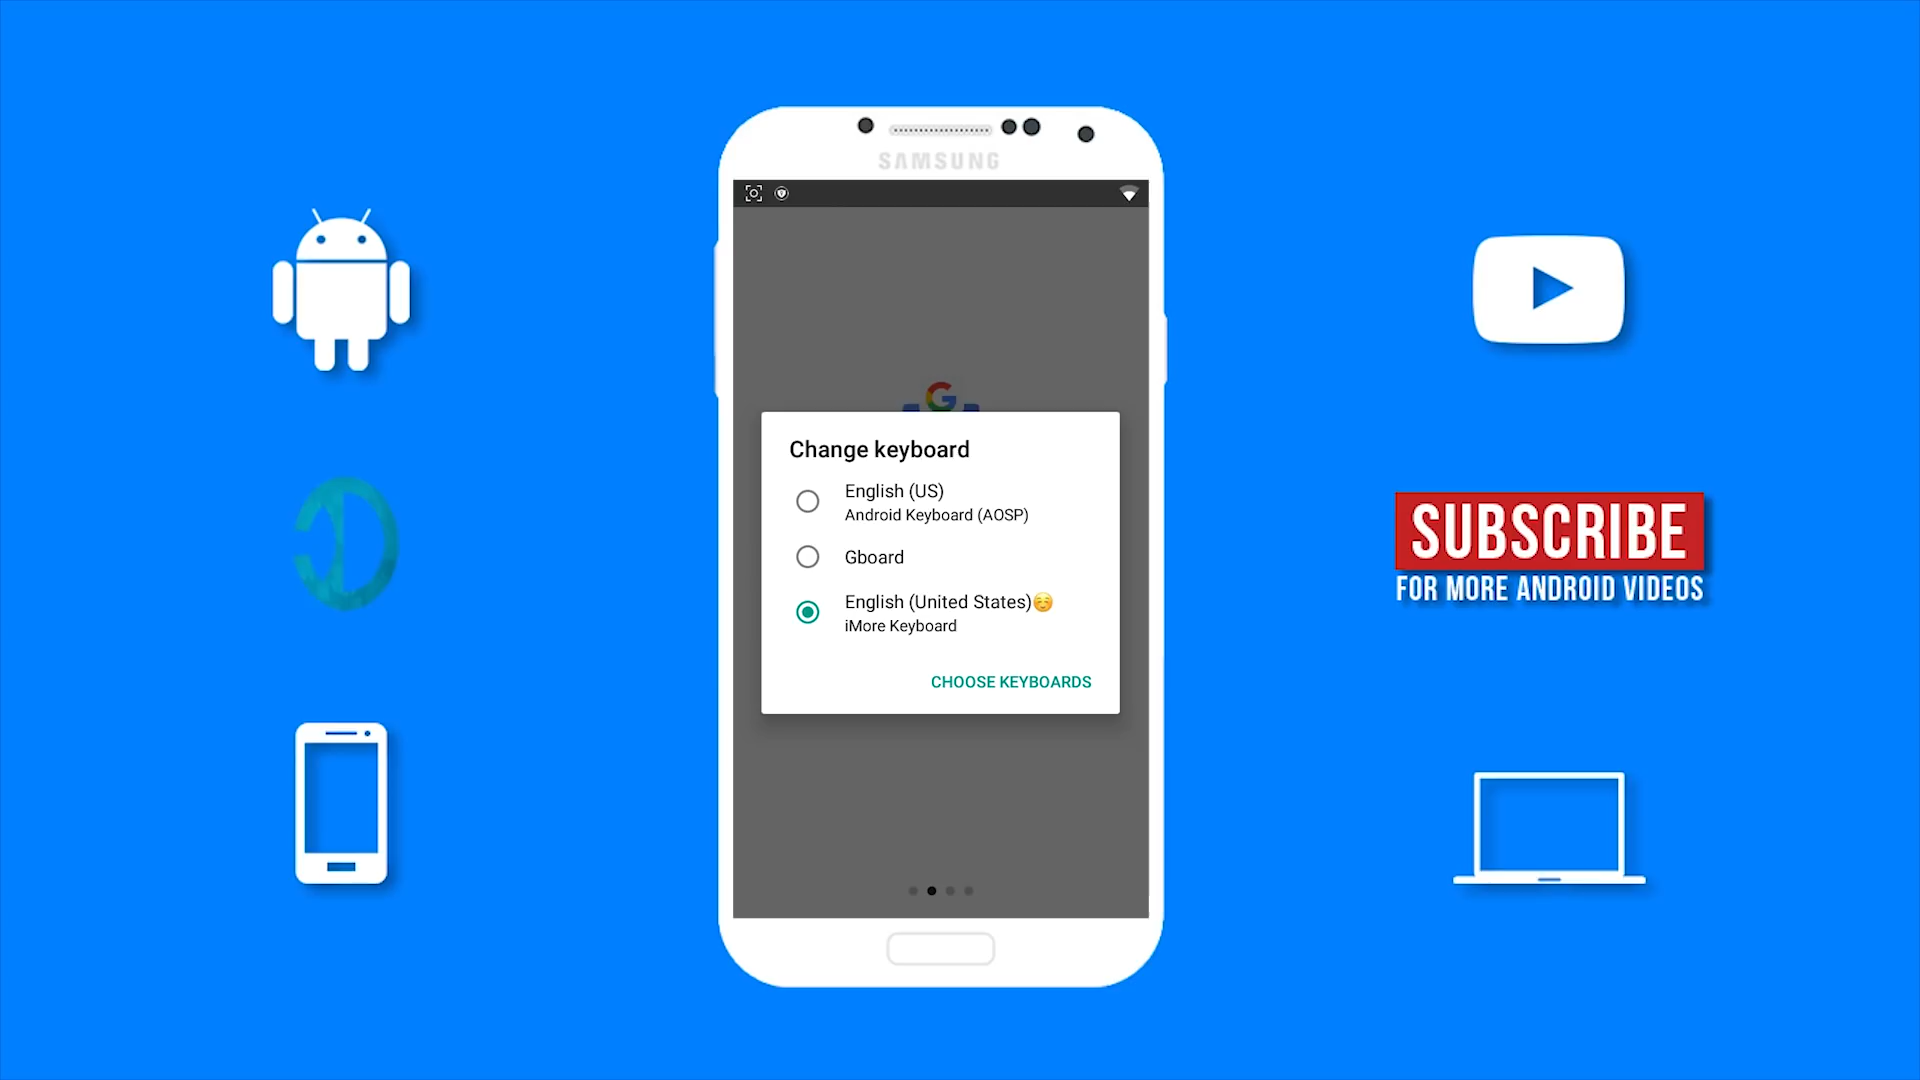 SAMSUNG
Change keyboard
English (US)
Android Keyboard (AOSP)
Gboard
English (United States)☺️
iMore Keyboard
CHOOSE KEYBOARDS
SUBSCRIBE
FOR MORE ANDROID VIDEOS